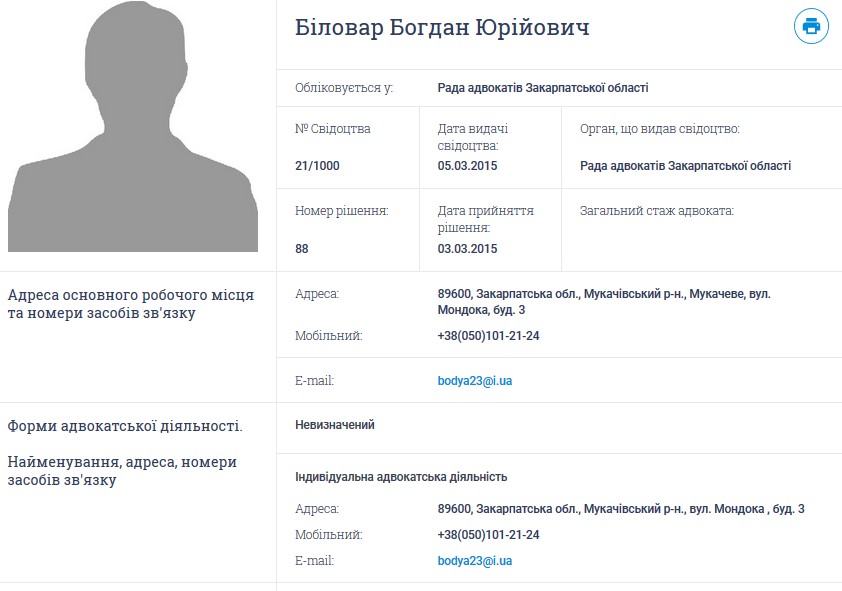 Біловар Богдан Юрійович
Обліковується у:
Рада адвокатів Закарпатської області
№ Свідоцтва
21/1000
Дата видачі
свідоцтва:
05.03.2015
Орган, що видав свідоцтво:
Рада адвокатів Закарпатської області
Номер рішення:
88
Дата прийняття
рішення:
03.03.2015
Загальний стаж адвоката:
Адреса основного робочого місця
та номери засобів зв'язку
Адреса:
89600, Закарпатська обл., Мукачівський р-н., Мукачеве, вул.
Мондока, буд. 3
Мобільний:
+38(050)101-21-24
E-mail:
bodya23@i.ua
Форми адвокатської діяльності.
Найменування, адреса, номери
засобів зв'язку
Невизначений
Індивідуальна адвокатська діяльність
Адреса:
89600, Закарпатська обл., Мукачівський р-н., вул. Мондока , буд. 3
Мобільний:
+38(050)101-21-24
E-mail:
bodya23@i.ua